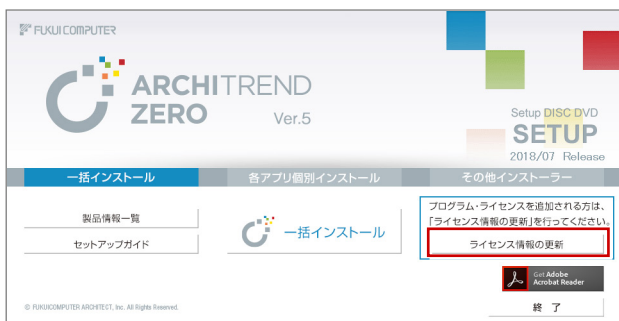 FUKUI COMPUTER
ARCHITREND
ZERO Ver.5
Setup DISC DVD
SETUP
2018/07 Release
一括インストール 各アプリ個別インストール その他インストーラー
製品情報一覧
セットアップガイド
一括インストール
プログラム・ライセンスを追加される方は、
「ライセンス情報の更新」を行ってください。
ライセンス情報の更新
Get Adobe
Acrobat Reader
© FUKUICOMPUTER ARCHITECT, Inc. All Rights Reserved.
終 了